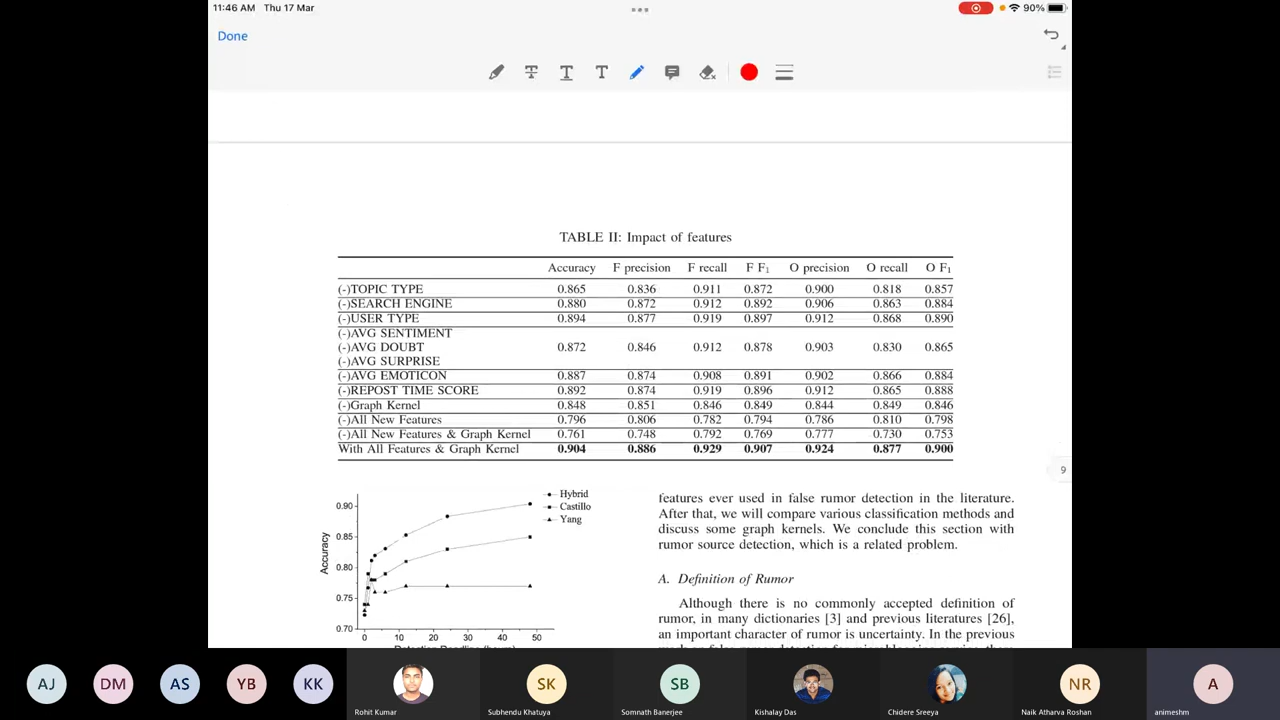 11:46 AM Thu 17 Mar
90%
Done
TABLE II: Impact of features
Accuracy F precision F recall F F1 O precision O recall O F1
(-)TOPIC TYPE 0.865 0.836 0.911 0.872 0.900 0.818 0.857
(-)SEARCH ENGINE 0.880 0.872 0.912 0.892 0.906 0.863 0.884
(-)USER TYPE 0.894 0.877 0.919 0.897 0.912 0.868 0.890
(-)AVG SENTIMENT
(-)AVG DOUBT 0.872 0.846 0.912 0.878 0.903 0.830 0.865
(-)AVG SURPRISE
(-)AVG EMOTICON 0.887 0.874 0.908 0.891 0.902 0.866 0.884
(-)REPOST TIME SCORE 0.892 0.874 0.919 0.896 0.912 0.865 0.888
(-)Graph Kernel 0.848 0.851 0.846 0.849 0.844 0.849 0.846
(-)All New Features 0.796 0.806 0.782 0.794 0.786 0.810 0.798
(-)All New Features & Graph Kernel 0.761 0.748 0.792 0.769 0.777 0.730 0.753
With All Features & Graph Kernel 0.904 0.886 0.929 0.907 0.924 0.877 0.900
9
Hybrid
Castillo
Yang
0.90
0.85
0.80
0.75
0.70
Accuracy
0 10 20 30 40 50
Detection Deadline (hours)
features ever used in false rumor detection in the literature.
After that, we will compare various classification methods and
discuss some graph kernels. We conclude this section with
rumor source detection, which is a related problem.
A. Definition of Rumor
Although there is no commonly accepted definition of
rumor, in many dictionaries [3] and previous literatures [26],
an important character of rumor is uncertainty. In the previous
AJ DM AS YB KK SK SB NR A
Rohit Kumar Subhendu Khatuya Somnath Banerjee Kishalay Das Chidere Sreeya Naik Atharva Roshan animeshm